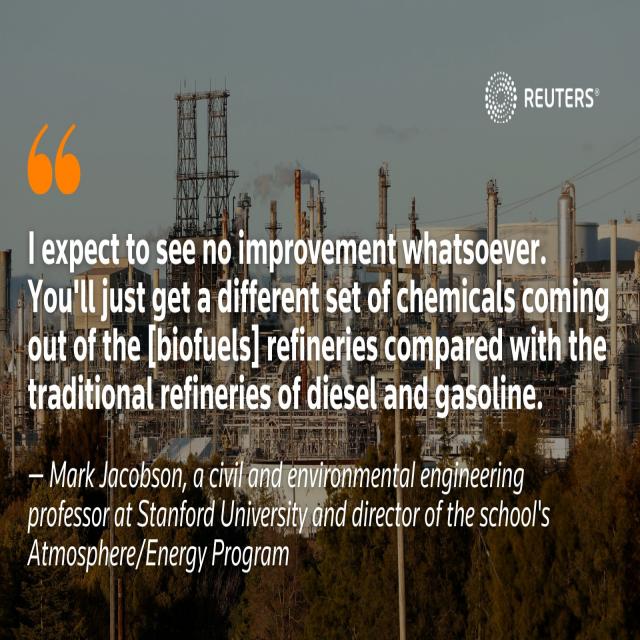 REUTERS®
“
I expect to see no improvement whatsoever.
You'll just get a different set of chemicals coming
out of the [biofuels] refineries compared with the
traditional refineries of diesel and gasoline.
– Mark Jacobson, a civil and environmental engineering
professor at Stanford University and director of the school's
Atmosphere/Energy Program